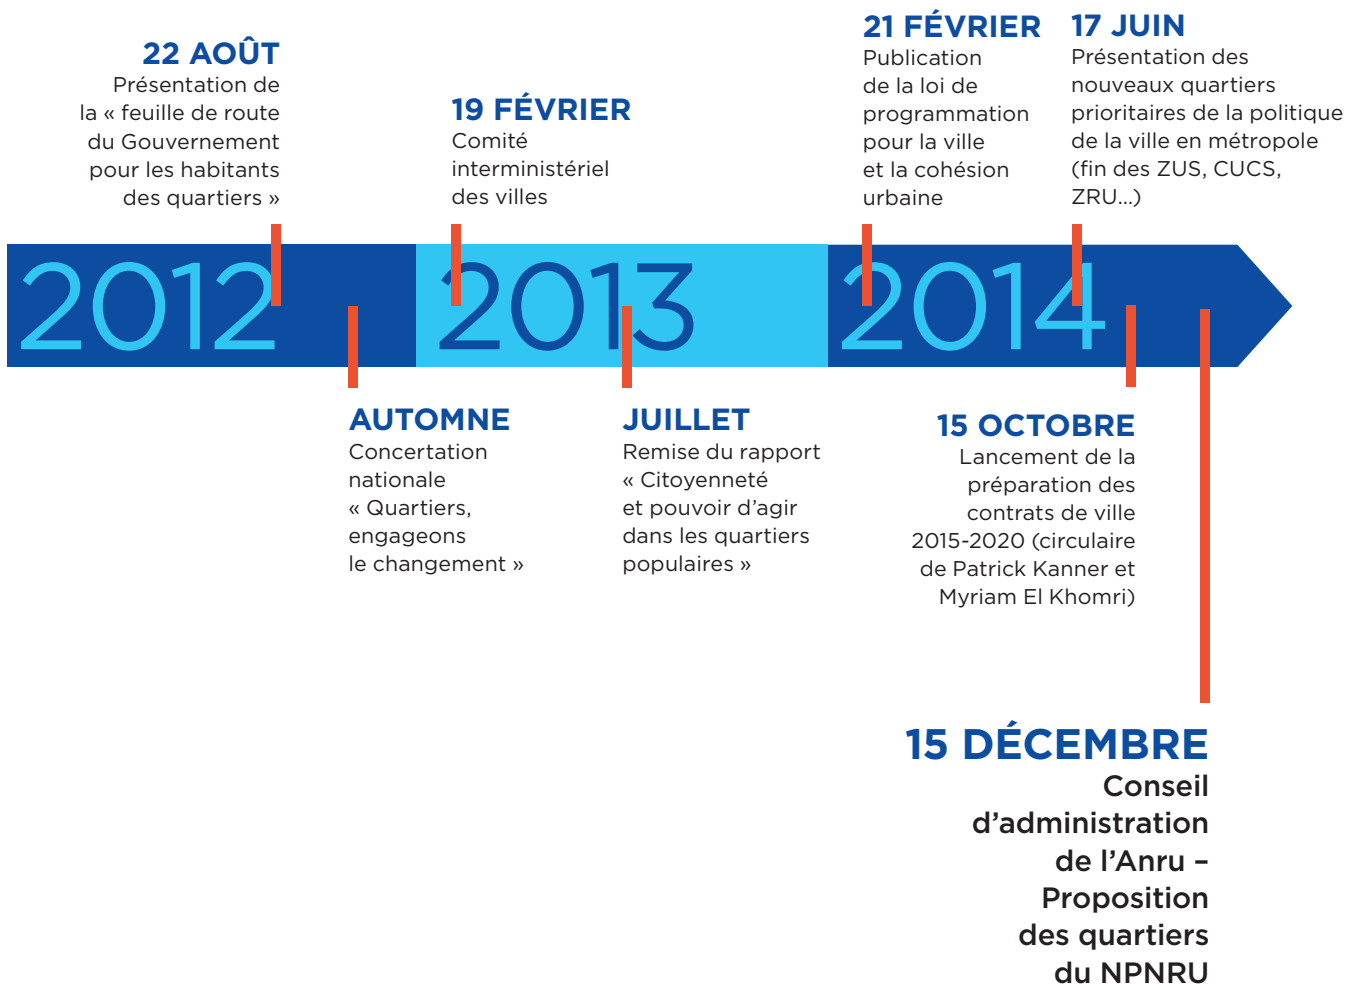 22 AOÛT
Présentation de
la « feuille de route
du Gouvernement
pour les habitants
des quartiers »
19 FÉVRIER
Comité
interministériel
des villes
21 FÉVRIER
Publication
de la loi de
programmation
pour la ville
et la cohésion
urbaine
17 JUIN
Présentation des
nouveaux quartiers
prioritaires de la politique
de la ville en métropole
(fin des ZUS, CUCS,
ZRU...)
2012
2013
2014
AUTOMNE
Concertation
nationale
« Quartiers,
engageons
le changement »
JUILLET
Remise du rapport
« Citoyenneté
et pouvoir d’agir
dans les quartiers
populaires »
15 OCTOBRE
Lancement de la
préparation des
contrats de ville
2015-2020 (circulaire
de Patrick Kanner et
Myriam El Khomri)
15 DÉCEMBRE
Conseil
d’administration
de l’Anru –
Proposition
des quartiers
du NPNRU